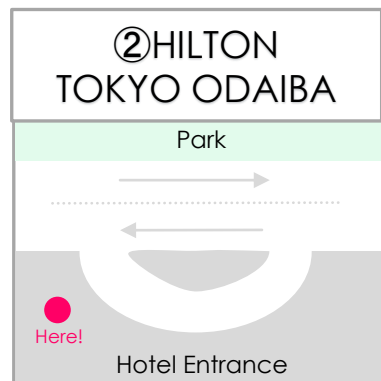 ②HILTON
TOKYO ODAIBA
Park
Here!
Hotel Entrance